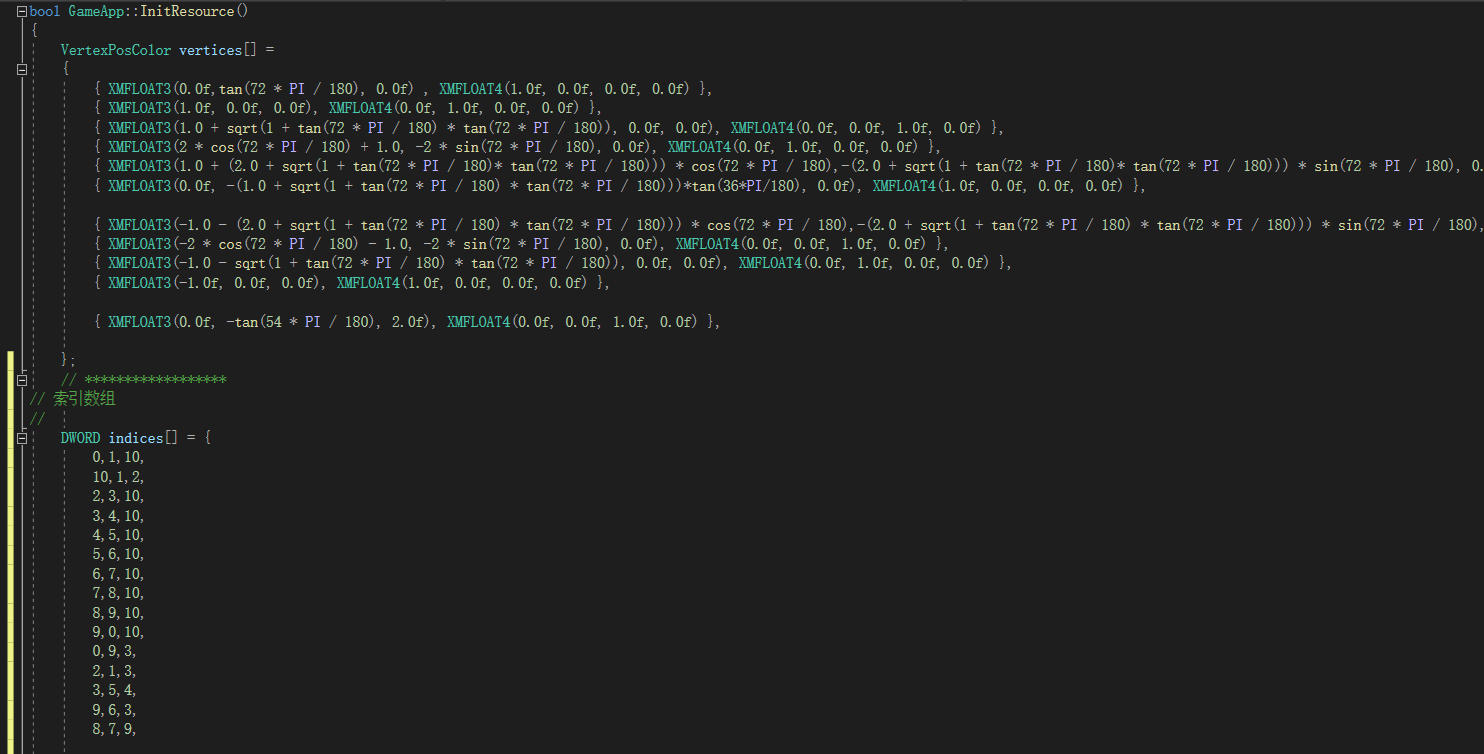 bool GameApp::InitResource()
{
VertexPosColor vertices[] =
{
{ XMFLOAT3(0.0f,tan(72 * PI / 180), 0.0f) , XMFLOAT4(1.0f, 0.0f, 0.0f, 0.0f) },
{ XMFLOAT3(1.0f, 0.0f, 0.0f), XMFLOAT4(0.0f, 1.0f, 0.0f, 0.0f) },
{ XMFLOAT3(1.0 + sqrt(1 + tan(72 * PI / 180) * tan(72 * PI / 180)), 0.0f, 0.0f), XMFLOAT4(0.0f, 0.0f, 1.0f, 0.0f) },
{ XMFLOAT3(2 * cos(72 * PI / 180) + 1.0, -2 * sin(72 * PI / 180), 0.0f), XMFLOAT4(0.0f, 1.0f, 0.0f, 0.0f) },
{ XMFLOAT3(1.0 + (2.0 + sqrt(1 + tan(72 * PI / 180)* tan(72 * PI / 180))) * cos(72 * PI / 180),-(2.0 + sqrt(1 + tan(72 * PI / 180)* tan(72 * PI / 180))) * sin(72 * PI / 180), 0.
{ XMFLOAT3(0.0f, -(1.0 + sqrt(1 + tan(72 * PI / 180) * tan(72 * PI / 180)))*tan(36*PI/180), 0.0f), XMFLOAT4(1.0f, 0.0f, 0.0f, 0.0f) },
{ XMFLOAT3(-1.0 - (2.0 + sqrt(1 + tan(72 * PI / 180) * tan(72 * PI / 180))) * cos(72 * PI / 180),-(2.0 + sqrt(1 + tan(72 * PI / 180) * tan(72 * PI / 180))) * sin(72 * PI / 180),
{ XMFLOAT3(-2 * cos(72 * PI / 180) - 1.0, -2 * sin(72 * PI / 180), 0.0f), XMFLOAT4(0.0f, 0.0f, 1.0f, 0.0f) },
{ XMFLOAT3(-1.0 - sqrt(1 + tan(72 * PI / 180) * tan(72 * PI / 180)), 0.0f, 0.0f), XMFLOAT4(0.0f, 1.0f, 0.0f, 0.0f) },
{ XMFLOAT3(-1.0f, 0.0f, 0.0f), XMFLOAT4(1.0f, 0.0f, 0.0f, 0.0f) },
{ XMFLOAT3(0.0f, -tan(54 * PI / 180), 2.0f), XMFLOAT4(0.0f, 0.0f, 1.0f, 0.0f) },
};
// ******************
// 索引数组
//
DWORD indices[] = {
0,1,10,
10,1,2,
2,3,10,
3,4,10,
4,5,10,
5,6,10,
6,7,10,
7,8,10,
8,9,10,
9,0,10,
0,9,3,
2,1,3,
3,5,4,
9,6,3,
8,7,9,